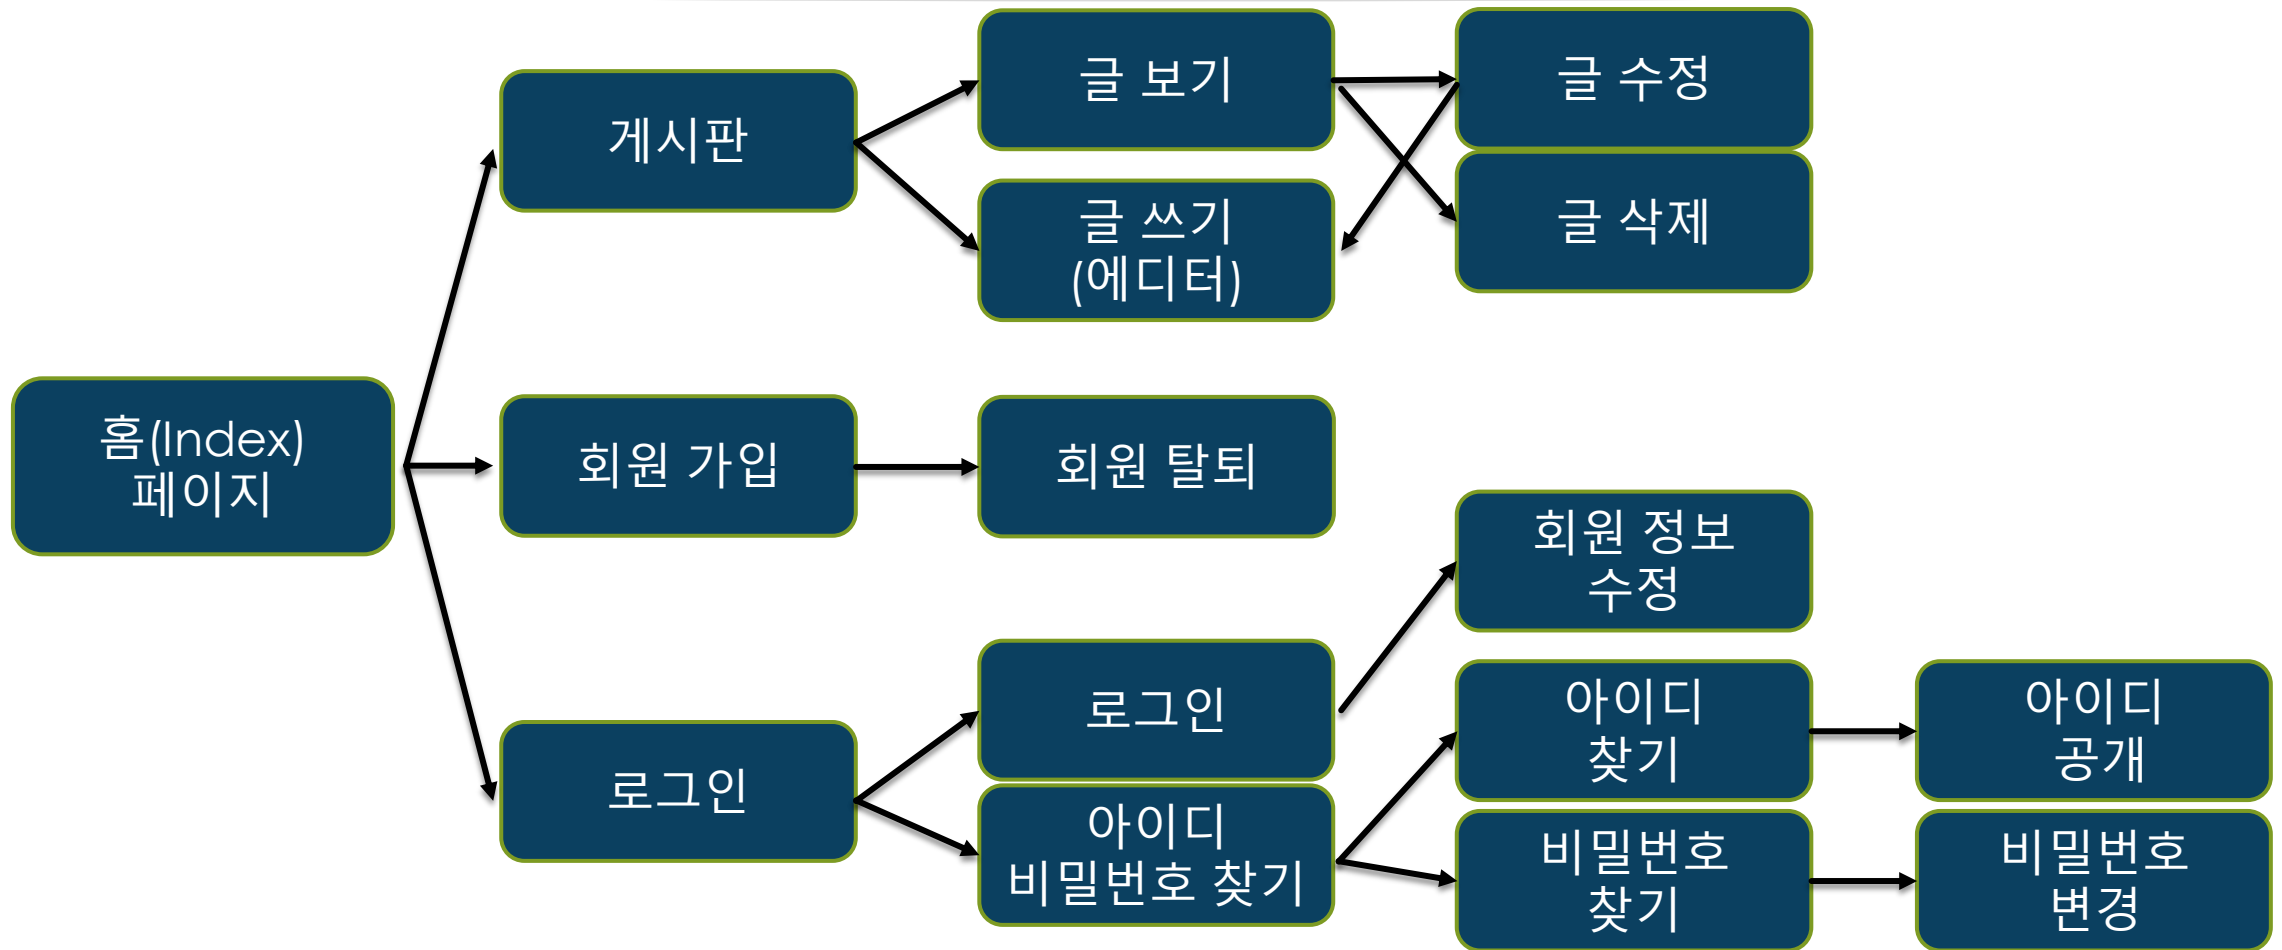 글 보기
글 수정
게시판
글 쓰기
(에디터)
글 삭제
홈(Index)
페이지
회원 가입
회원 탈퇴
회원 정보
수정
로그인
로그인
아이디
찾기
아이디
공개
아이디
비밀번호 찾기
비밀번호
찾기
비밀번호
변경